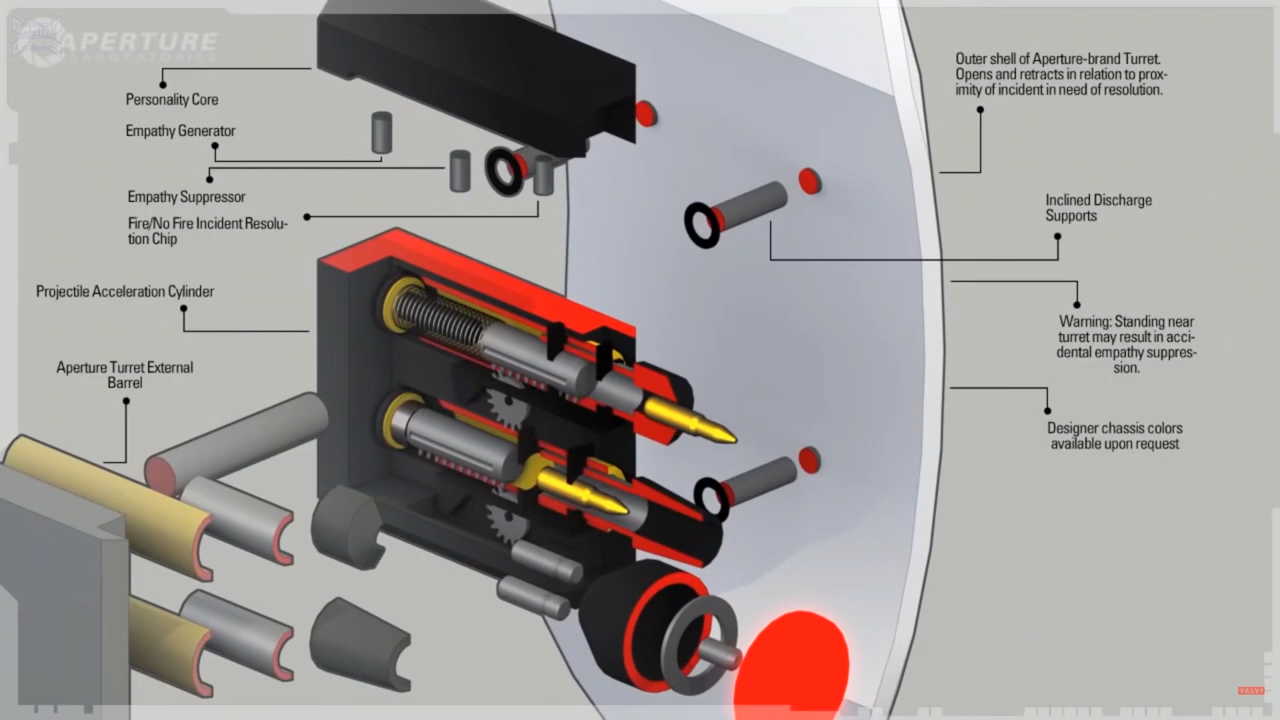 APERTURE
LABORATORIES
Personality Core
Empathy Generator
Empathy Suppressor
Fire/No Fire Incident Resolu-
tion Chip
Projectile Acceleration Cylinder
Aperture Turret External
Barrel
Outer shell of Aperture-brand Turret.
Opens and retracts in relation to prox-
imity of incident in need of resolution.
Inclined Discharge
Supports
Warning: Standing near
turret may result in acci-
dental empathy suppres-
sion.
Designer chassis colors
available upon request
VALVE